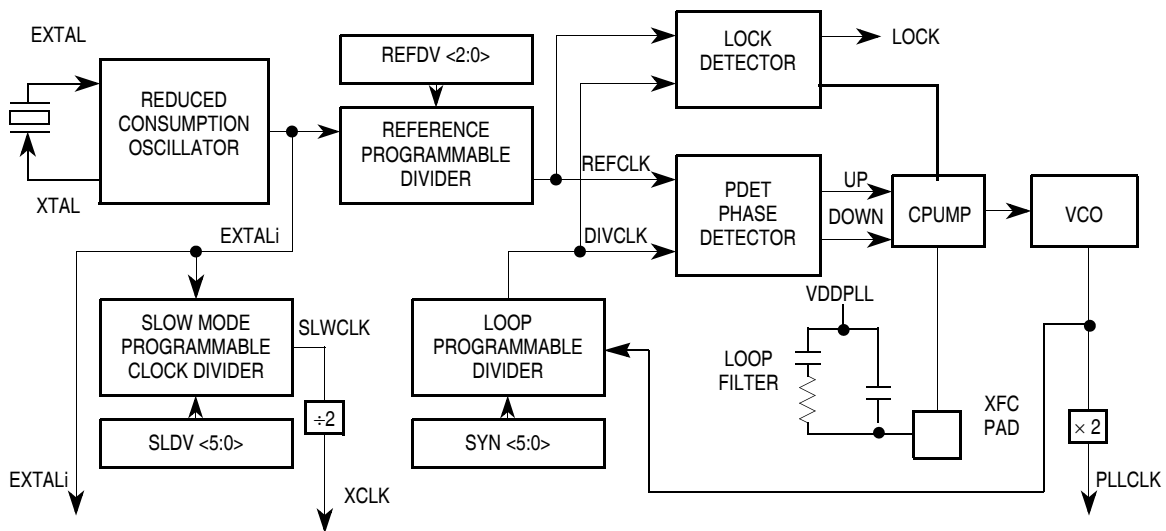 EXTAL
REDUCED
CONSUMPTION
OSCILLATOR
XTAL
REFDV <2:0>
REFERENCE
PROGRAMMABLE
DIVIDER
LOCK
DETECTOR
LOCK
REFCLK
PDET
PHASE
DETECTOR
UP
DOWN
CPUMP
VCO
EXTALi
DIVCLK
SLOW MODE
PROGRAMMABLE
CLOCK DIVIDER
SLWCLK
÷2
SLDV <5:0>
EXTALi
XCLK
LOOP
PROGRAMMABLE
DIVIDER
SYN <5:0>
VDDPLL
LOOP
FILTER
XFC
PAD
× 2
PLLCLK